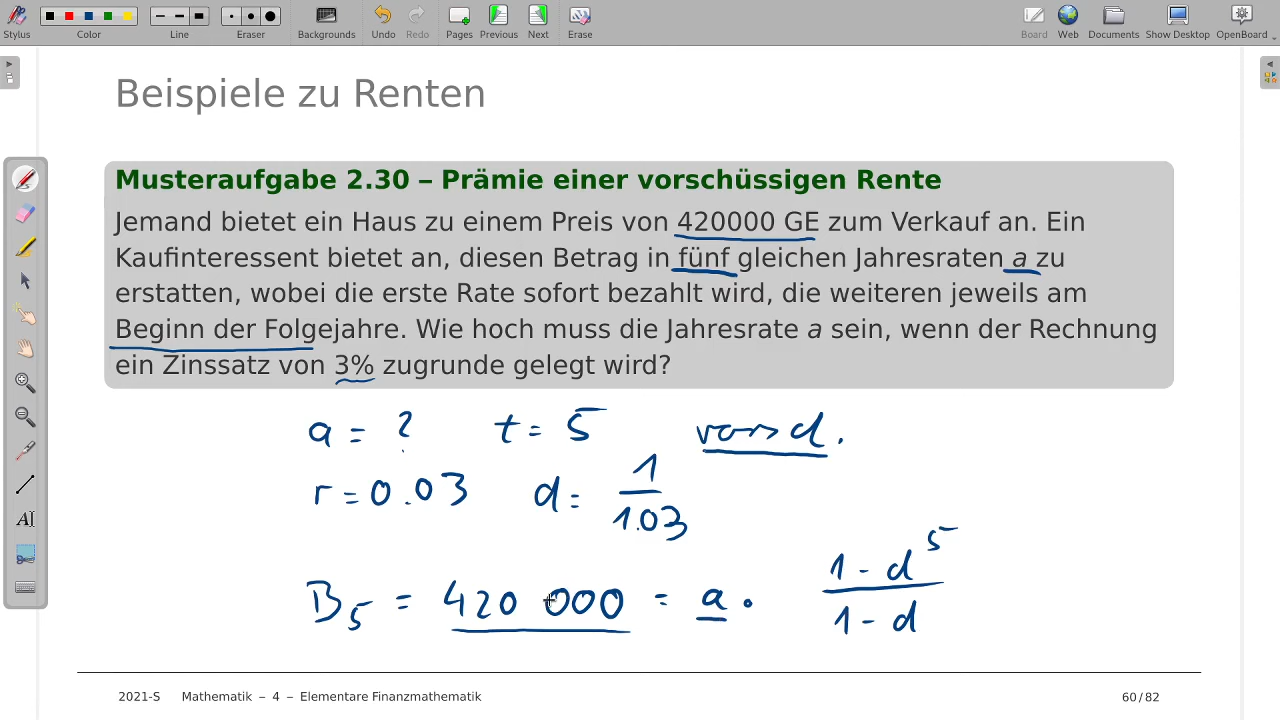 Stylus Color Line Eraser Backgrounds Undo Redo Pages Previous Next Erase Board Web Documents Show Desktop OpenBoard
Beispiele zu Renten
Musteraufgabe 2.30 – Prämie einer vorschüssigen Rente
Jemand bietet ein Haus zu einem Preis von 420000 GE zum Verkauf an. Ein
Kaufinteressent bietet an, diesen Betrag in fünf gleichen Jahresraten a zu
erstatten, wobei die erste Rate sofort bezahlt wird, die weiteren jeweils am
Beginn der Folgejahre. Wie hoch muss die Jahresrate a sein, wenn der Rechnung
ein Zinssatz von 3% zugrunde gelegt wird?
a = ? t = 5 vorsch.
r = 0.03 d = 1/1.03
B5 = 420 000 = a · (1 - d^5)/(1 - d)
2021-S Mathematik – 4 – Elementare Finanzmathematik 60/82